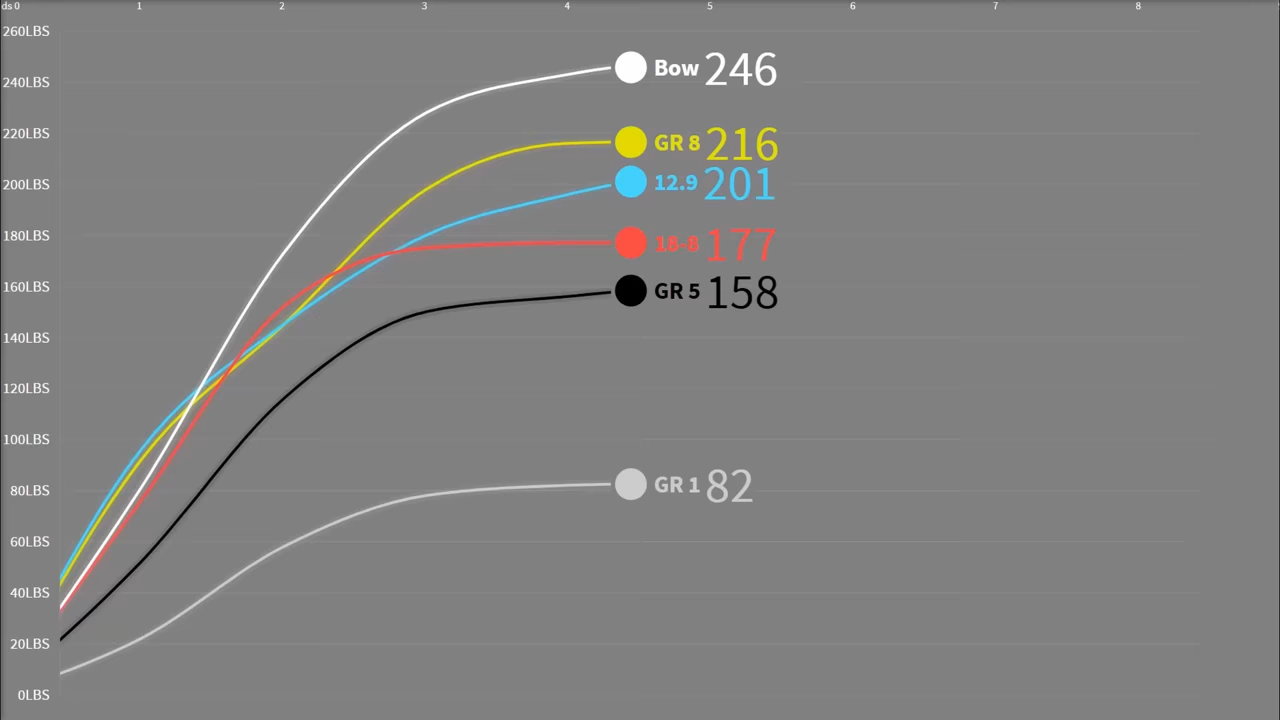 ds 0 1 2 3 4 5 6 7 8
260LBS
Bow 246
240LBS
220LBS
GR 8 216
200LBS
12.9 201
180LBS
18-8 177
160LBS
GR 5 158
140LBS
120LBS
100LBS
80LBS
GR 1 82
60LBS
40LBS
20LBS
0LBS